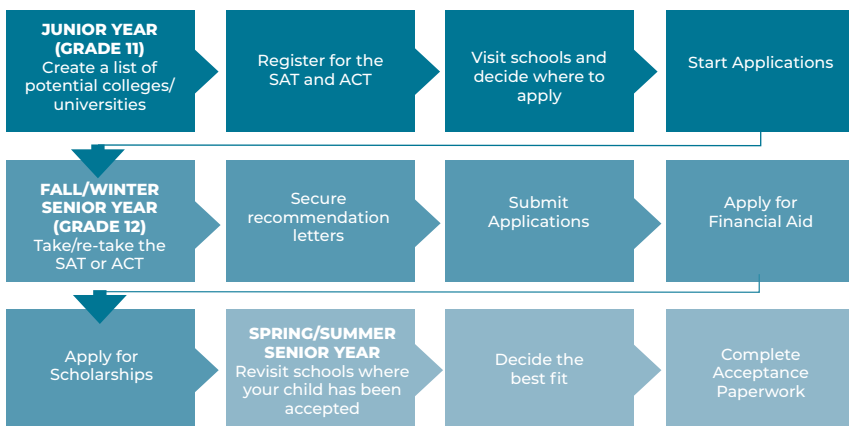 JUNIOR YEAR
(GRADE 11)
Create a list of
potential colleges/
universities
Register for the
SAT and ACT
Visit schools and
decide where to
apply
Start Applications
FALL/WINTER
SENIOR YEAR
(GRADE 12)
Take/re-take the
SAT or ACT
Secure
recommendation
letters
Submit
Applications
Apply for
Financial Aid
Apply for
Scholarships
SPRING/SUMMER
SENIOR YEAR
Revisit schools where
your child has been
accepted
Decide the
best fit
Complete
Acceptance
Paperwork